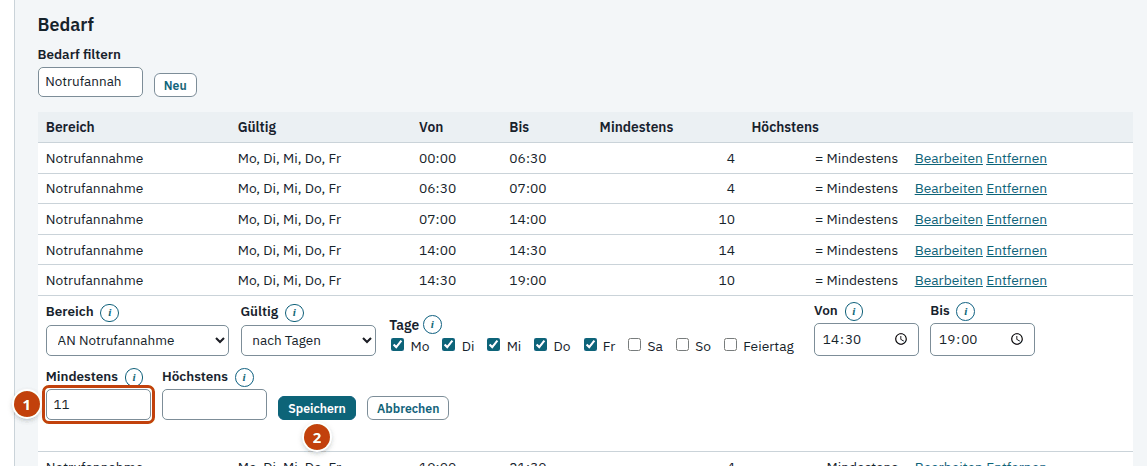 Bedarf
Bedarf filtern
Notrufannah Neu
Bereich Gültig Von Bis Mindestens Höchstens
Notrufannahme Mo, Di, Mi, Do, Fr 00:00 06:30 4 = Mindestens Bearbeiten Entfernen
Notrufannahme Mo, Di, Mi, Do, Fr 06:30 07:00 4 = Mindestens Bearbeiten Entfernen
Notrufannahme Mo, Di, Mi, Do, Fr 07:00 14:00 10 = Mindestens Bearbeiten Entfernen
Notrufannahme Mo, Di, Mi, Do, Fr 14:00 14:30 14 = Mindestens Bearbeiten Entfernen
Notrufannahme Mo, Di, Mi, Do, Fr 14:30 19:00 10 = Mindestens Bearbeiten Entfernen
Bereich i Gültig i Tage i Von i Bis i
AN Notrufannahme nach Tagen Mo Di Mi Do Fr Sa So Feiertag 14:30 19:00
Mindestens i Höchstens i
1 11 Speichern Abbrechen
2